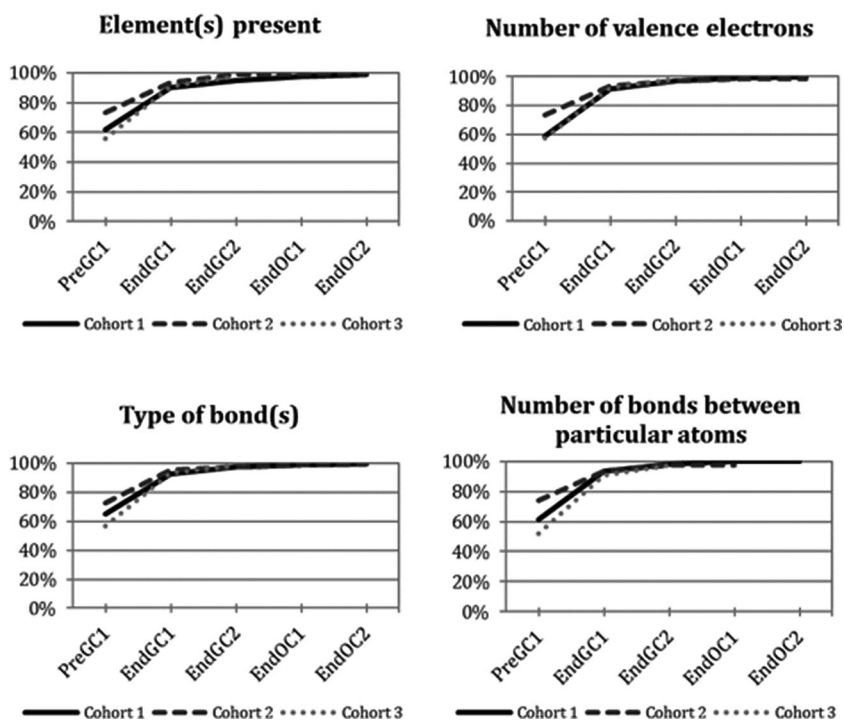 Element(s) present
100%
80%
60%
40%
20%
0%
PreGC1
EndGC1
EndGC2
EndOC1
EndOC2
Cohort 1 Cohort 2 Cohort 3
Number of valence electrons
100%
80%
60%
40%
20%
0%
PreGC1
EndGC1
EndGC2
EndOC1
EndOC2
Cohort 1 Cohort 2 Cohort 3
Type of bond(s)
100%
80%
60%
40%
20%
0%
PreGC1
EndGC1
EndGC2
EndOC1
EndOC2
Cohort 1 Cohort 2 Cohort 3
Number of bonds between
particular atoms
100%
80%
60%
40%
20%
0%
PreGC1
EndGC1
EndGC2
EndOC1
EndOC2
Cohort 1 Cohort 2 Cohort 3